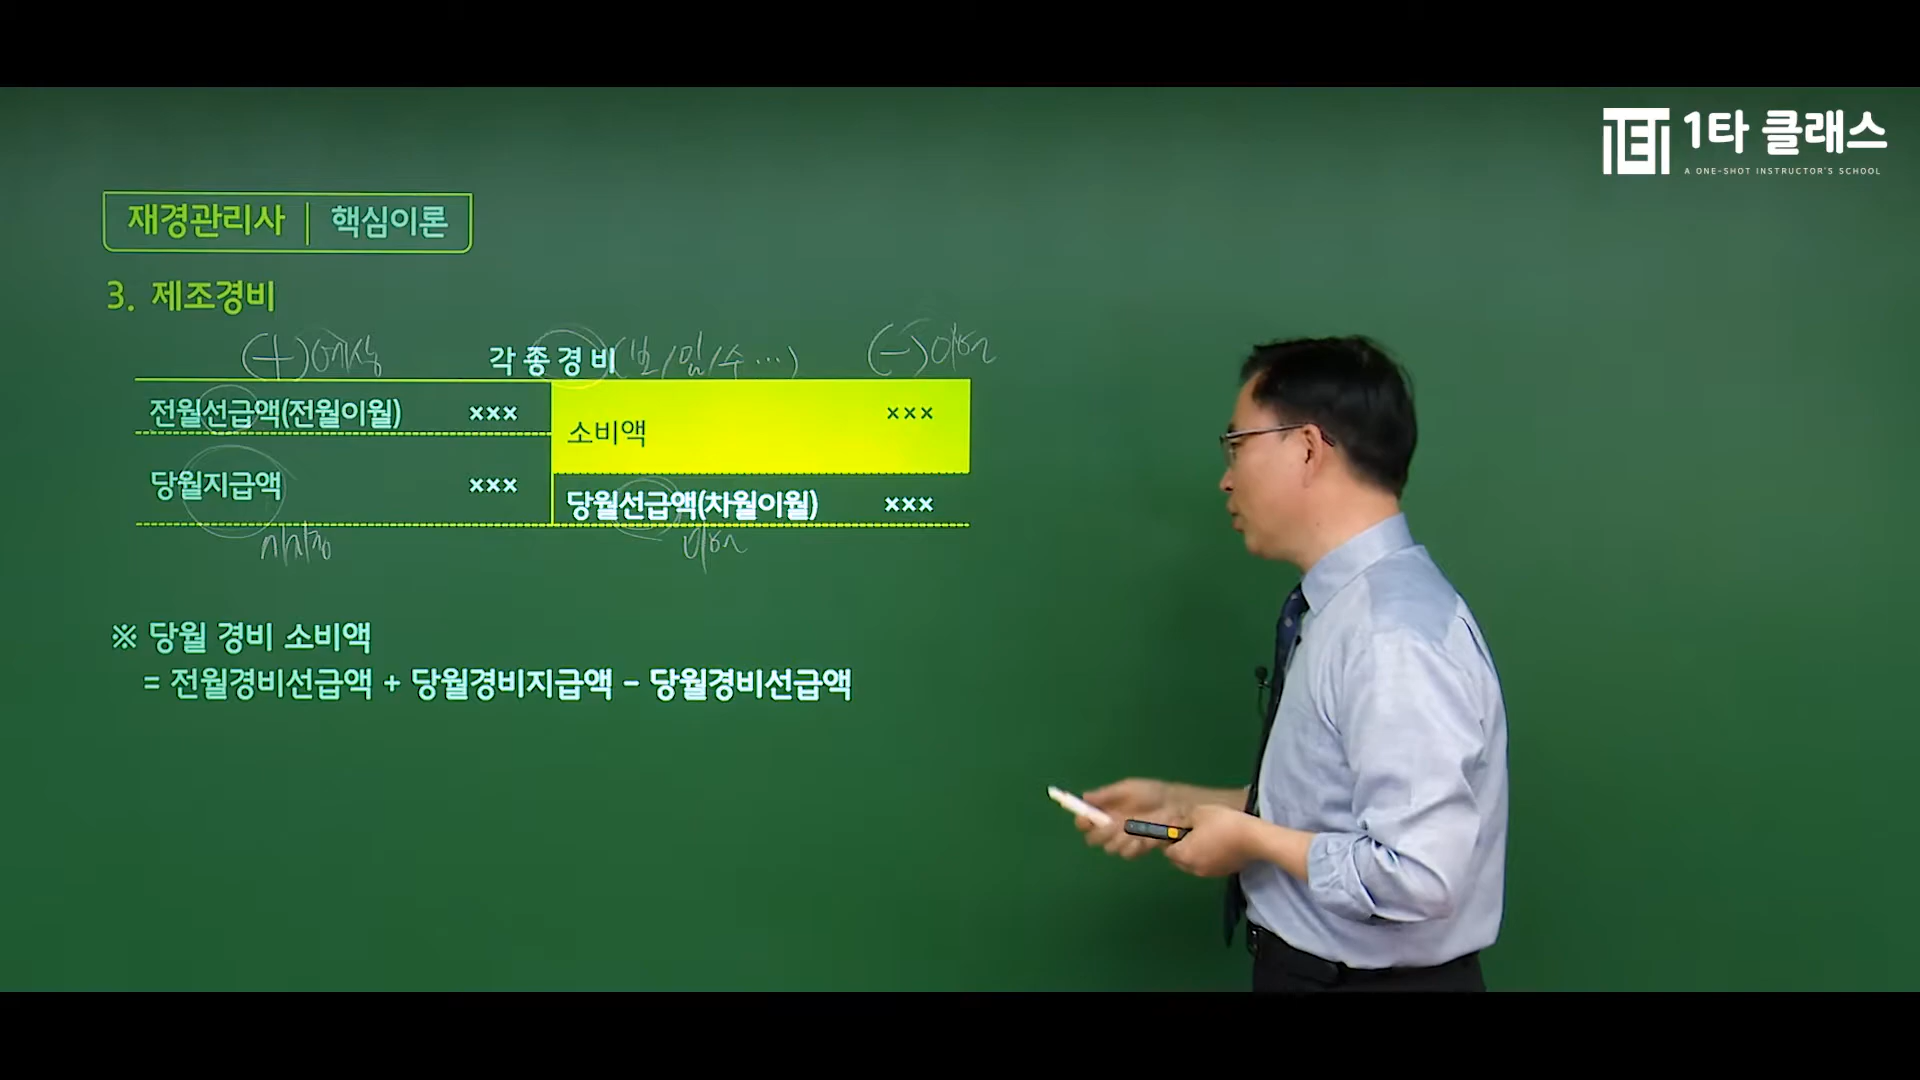 1타 클래스
A ONE-SHOT INSTRUCTOR'S SCHOOL
재경관리사 | 핵심이론
3. 제조경비
(+)
각 종 경 비 (보/임/수 ...) (-)
전월선급액(전월이월) ××× 소비액 ×××
당월지급액 ××× 당월선급액(차월이월) ×××
※ 당월 경비 소비액
= 전월경비선급액 + 당월경비지급액 - 당월경비선급액